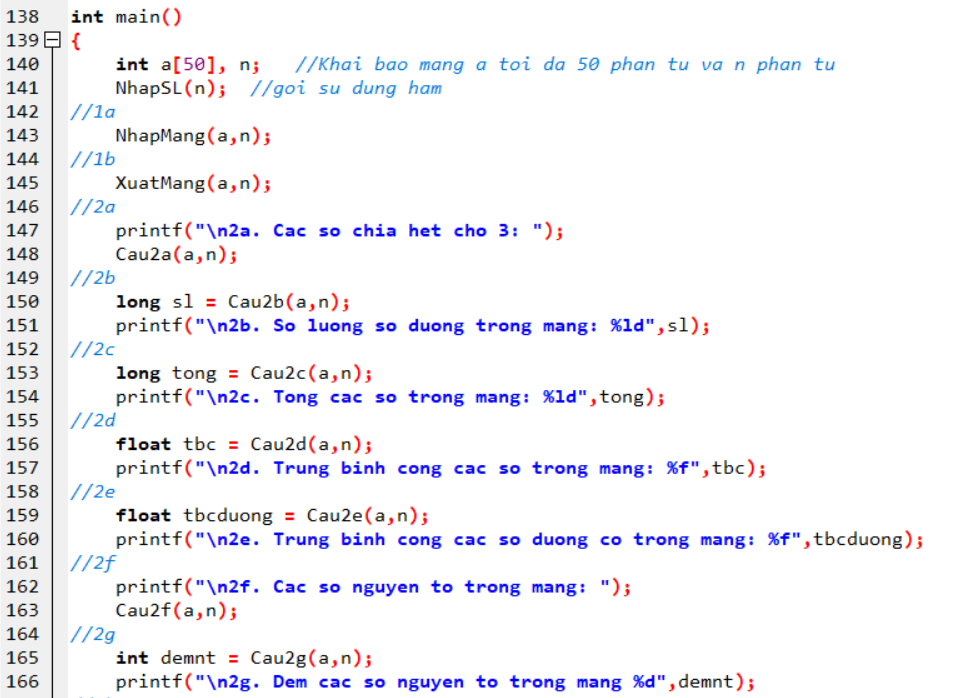 138 int main()
139 {
140 int a[50], n; //Khai bao mang a toi da 50 phan tu va n phan tu
141 NhapSL(n); //goi su dung ham
142 //1a
143 NhapMang(a,n);
144 //1b
145 XuatMang(a,n);
146 //2a
147 printf("\n2a. Cac so chia het cho 3: ");
148 Cau2a(a,n);
149 //2b
150 long sl = Cau2b(a,n);
151 printf("\n2b. So luong so duong trong mang: %ld",sl);
152 //2c
153 long tong = Cau2c(a,n);
154 printf("\n2c. Tong cac so trong mang: %ld",tong);
155 //2d
156 float tbc = Cau2d(a,n);
157 printf("\n2d. Trung binh cong cac so trong mang: %f",tbc);
158 //2e
159 float tbcduong = Cau2e(a,n);
160 printf("\n2e. Trung binh cong cac so duong co trong mang: %f",tbcduong);
161 //2f
162 printf("\n2f. Cac so nguyen to trong mang: ");
163 Cau2f(a,n);
164 //2g
165 int demnt = Cau2g(a,n);
166 printf("\n2g. Dem cac so nguyen to trong mang %d",demnt);